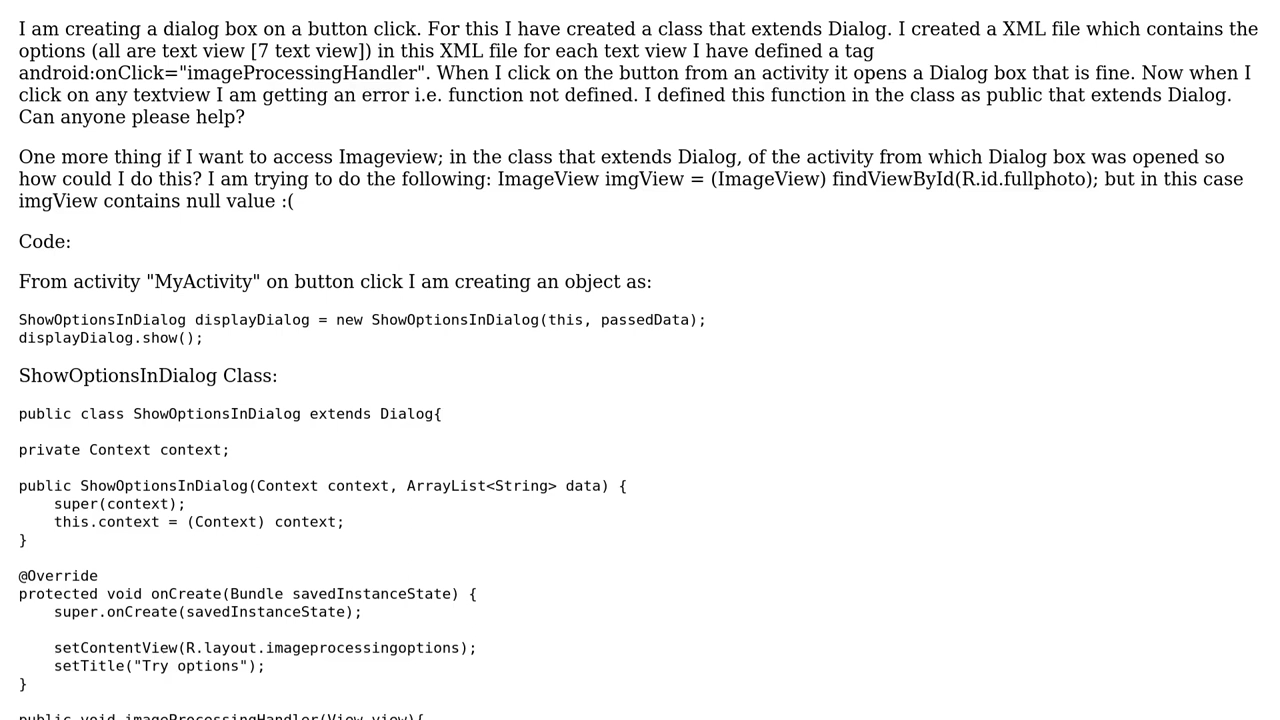 I am creating a dialog box on a button click. For this I have created a class that extends Dialog. I created a XML file which contains the
options (all are text view [7 text view]) in this XML file for each text view I have defined a tag
android:onClick="imageProcessingHandler". When I click on the button from an activity it opens a Dialog box that is fine. Now when I
click on any textview I am getting an error i.e. function not defined. I defined this function in the class as public that extends Dialog.
Can anyone please help?
One more thing if I want to access Imageview; in the class that extends Dialog, of the activity from which Dialog box was opened so
how could I do this? I am trying to do the following: ImageView imgView = (ImageView) findViewById(R.id.fullphoto); but in this case
imgView contains null value :(
Code:
From activity "MyActivity" on button click I am creating an object as:
ShowOptionsInDialog displayDialog = new ShowOptionsInDialog(this, passedData);
displayDialog.show();
ShowOptionsInDialog Class:
public class ShowOptionsInDialog extends Dialog{
private Context context;
public ShowOptionsInDialog(Context context, ArrayList<String> data) {
super(context);
this.context = (Context) context;
}
@Override
protected void onCreate(Bundle savedInstanceState) {
super.onCreate(savedInstanceState);
setContentView(R.layout.imageprocessingoptions);
setTitle("Try options");
}
public void imageProcessingHandler(View view){